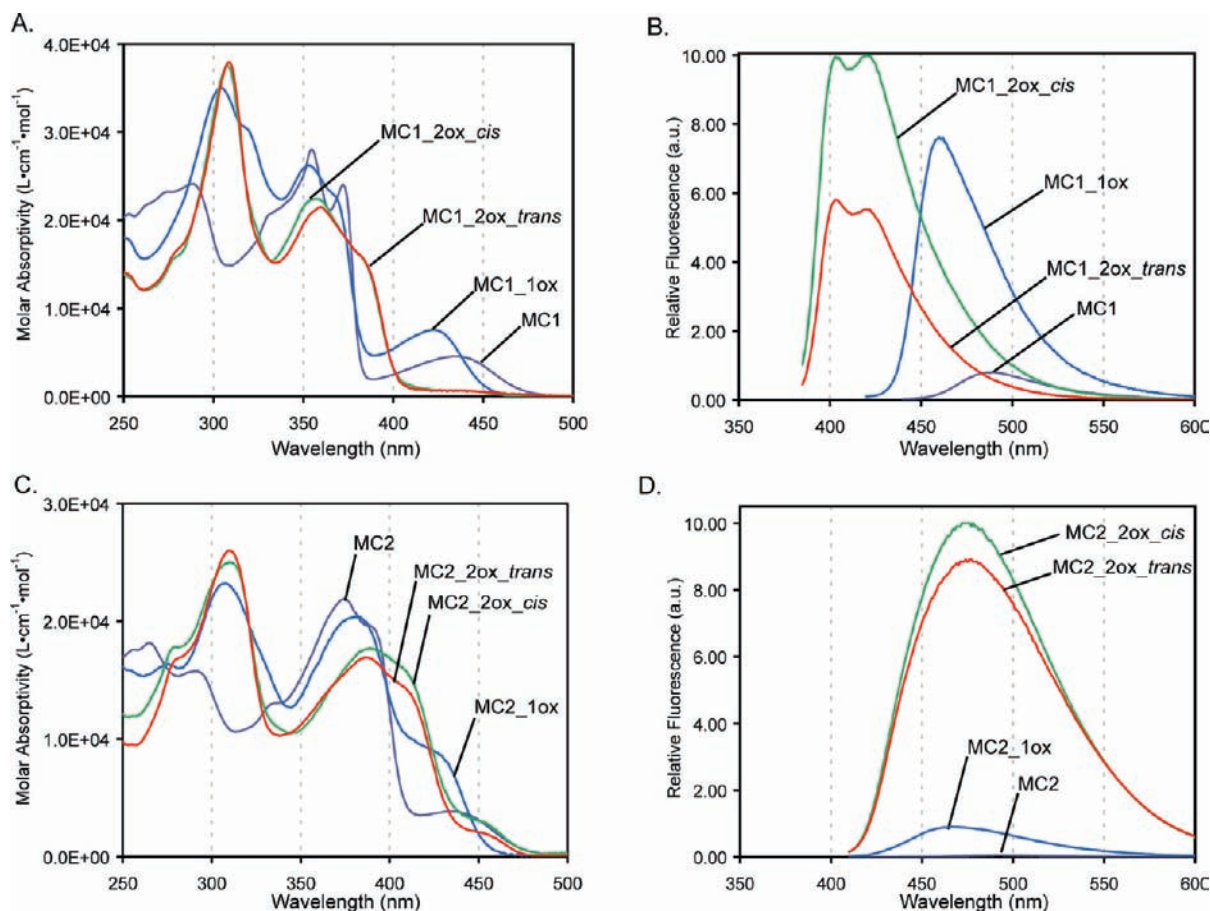 A.
4.0E+04
3.0E+04
2.0E+04
1.0E+04
0.0E+00
Molar Absorptivity (L•cm⁻¹•mol⁻¹)
MC1_2ox_cis
MC1_2ox_trans
MC1_1ox
MC1
250 300 350 400 450 500
Wavelength (nm)
B.
10.00
8.00
6.00
4.00
2.00
0.00
Relative Fluorescence (a.u.)
MC1_2ox_cis
MC1_1ox
MC1_2ox_trans
MC1
350 400 450 500 550 600
Wavelength (nm)
C.
3.0E+04
2.0E+04
1.0E+04
0.0E+00
Molar Absorptivity (L•cm⁻¹•mol⁻¹)
MC2
MC2_2ox_trans
MC2_2ox_cis
MC2_1ox
250 300 350 400 450 500
Wavelength (nm)
D.
10.00
8.00
6.00
4.00
2.00
0.00
Relative Fluorescence (a.u.)
MC2_2ox_cis
MC2_2ox_trans
MC2_1ox
MC2
350 400 450 500 550 600
Wavelength (nm)